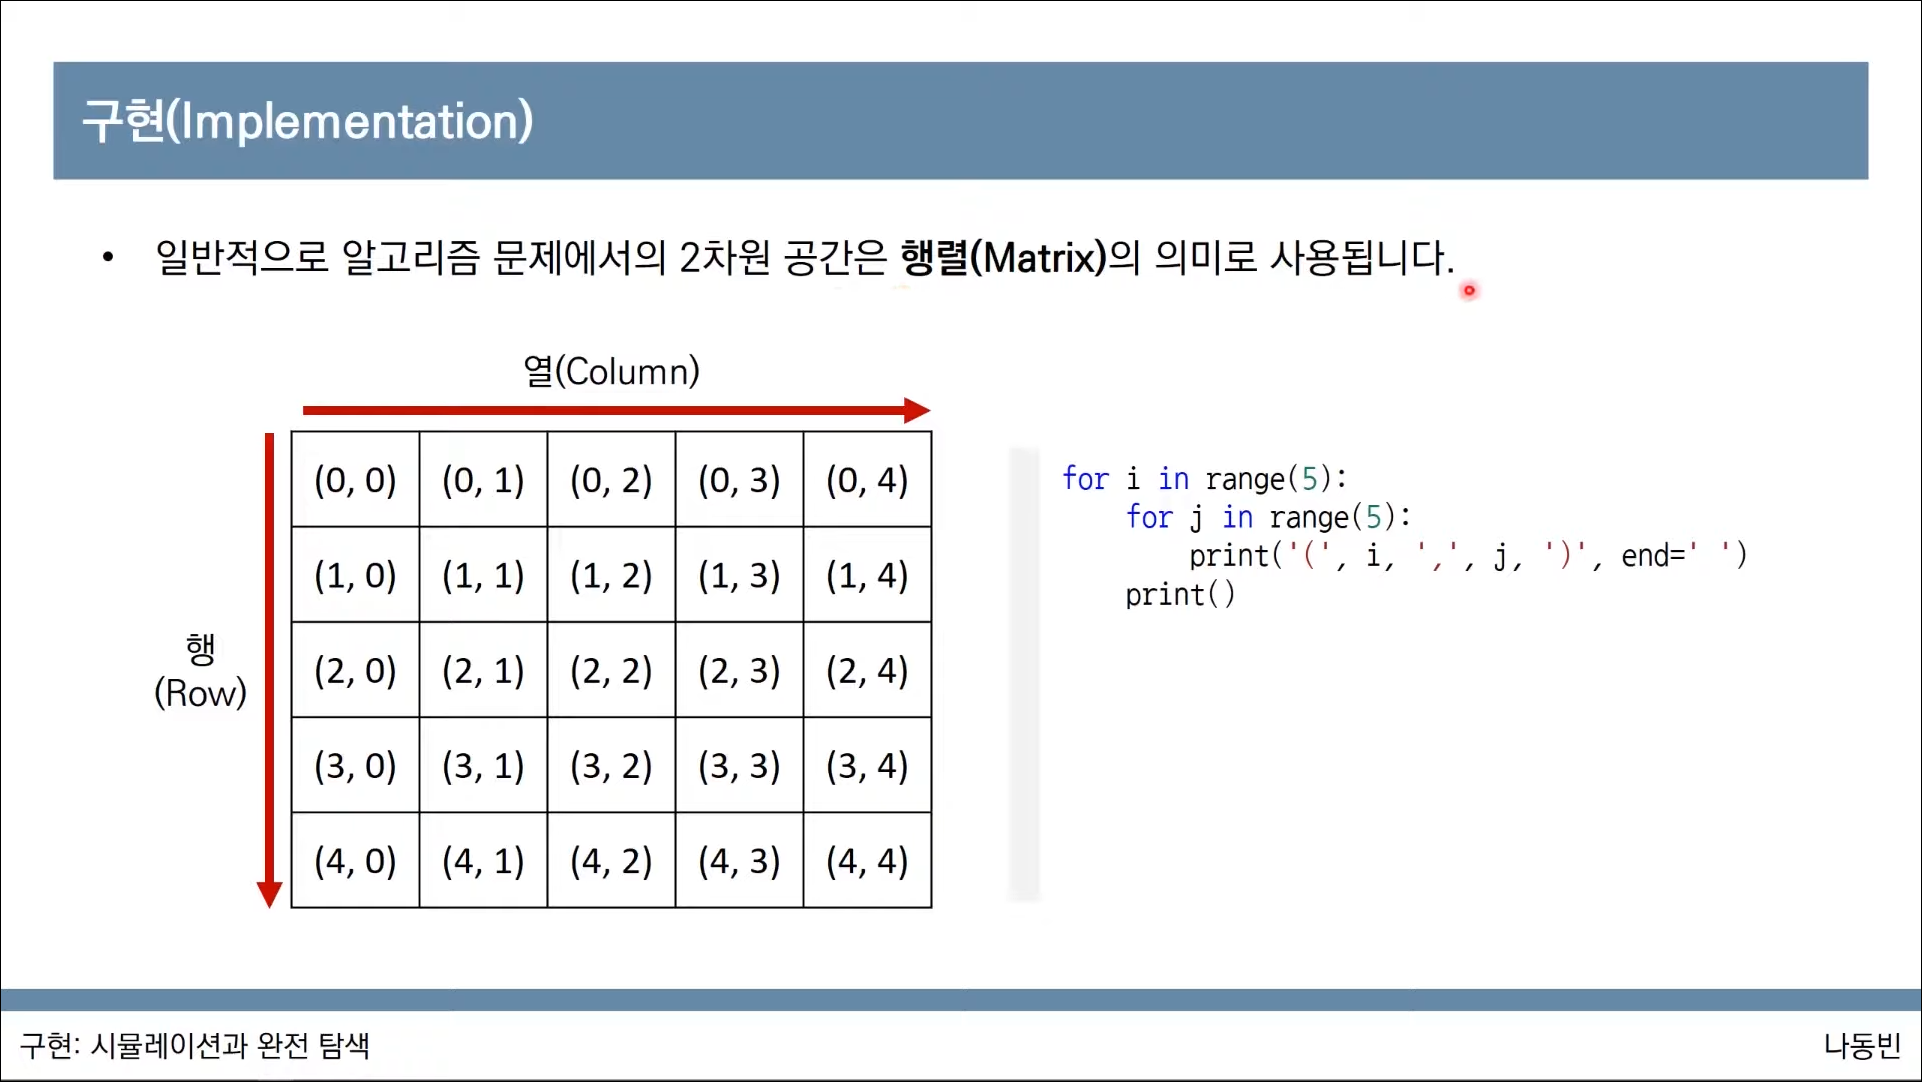 구현(Implementation)
• 일반적으로 알고리즘 문제에서의 2차원 공간은 행렬(Matrix)의 의미로 사용됩니다.
열(Column)
행
(Row)
(0, 0) (0, 1) (0, 2) (0, 3) (0, 4)
(1, 0) (1, 1) (1, 2) (1, 3) (1, 4)
(2, 0) (2, 1) (2, 2) (2, 3) (2, 4)
(3, 0) (3, 1) (3, 2) (3, 3) (3, 4)
(4, 0) (4, 1) (4, 2) (4, 3) (4, 4)
for i in range(5):
    for j in range(5):
        print('(', i, ',', j, ')', end=' ')
    print()
구현: 시뮬레이션과 완전 탐색
나동빈